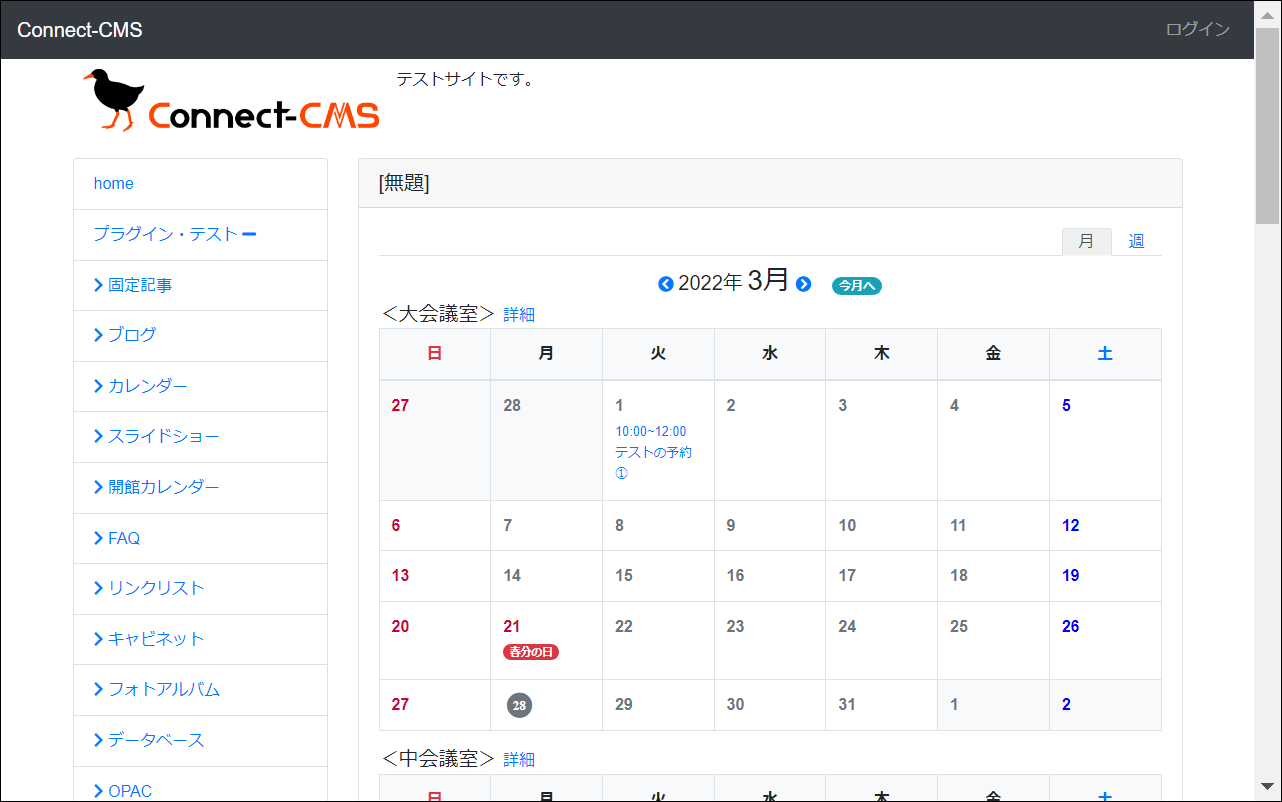 Connect-CMS
ログイン
Connect-CMS
テストサイトです。
home
プラグイン・テスト
固定記事
ブログ
カレンダー
スライドショー
開館カレンダー
FAQ
リンクリスト
キャビネット
フォトアルバム
データベース
OPAC
[無題]
月 週
2022年 3月 今月へ
＜大会議室＞ 詳細
日 月 火 水 木 金 土
27 28 1 2 3 4 5
10:00~12:00
テストの予約
①
6 7 8 9 10 11 12
13 14 15 16 17 18 19
20 21 22 23 24 25 26
春分の日
27 28 29 30 31 1 2
＜中会議室＞ 詳細
日 月 火 水 木 金 土